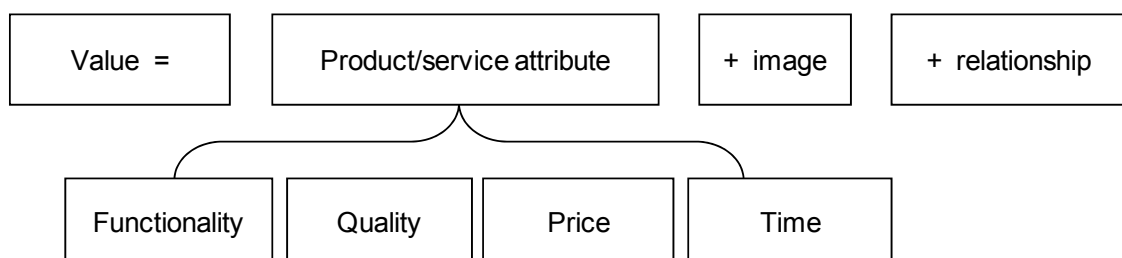 Value = Product/service attribute + image + relationship
Functionality Quality Price Time